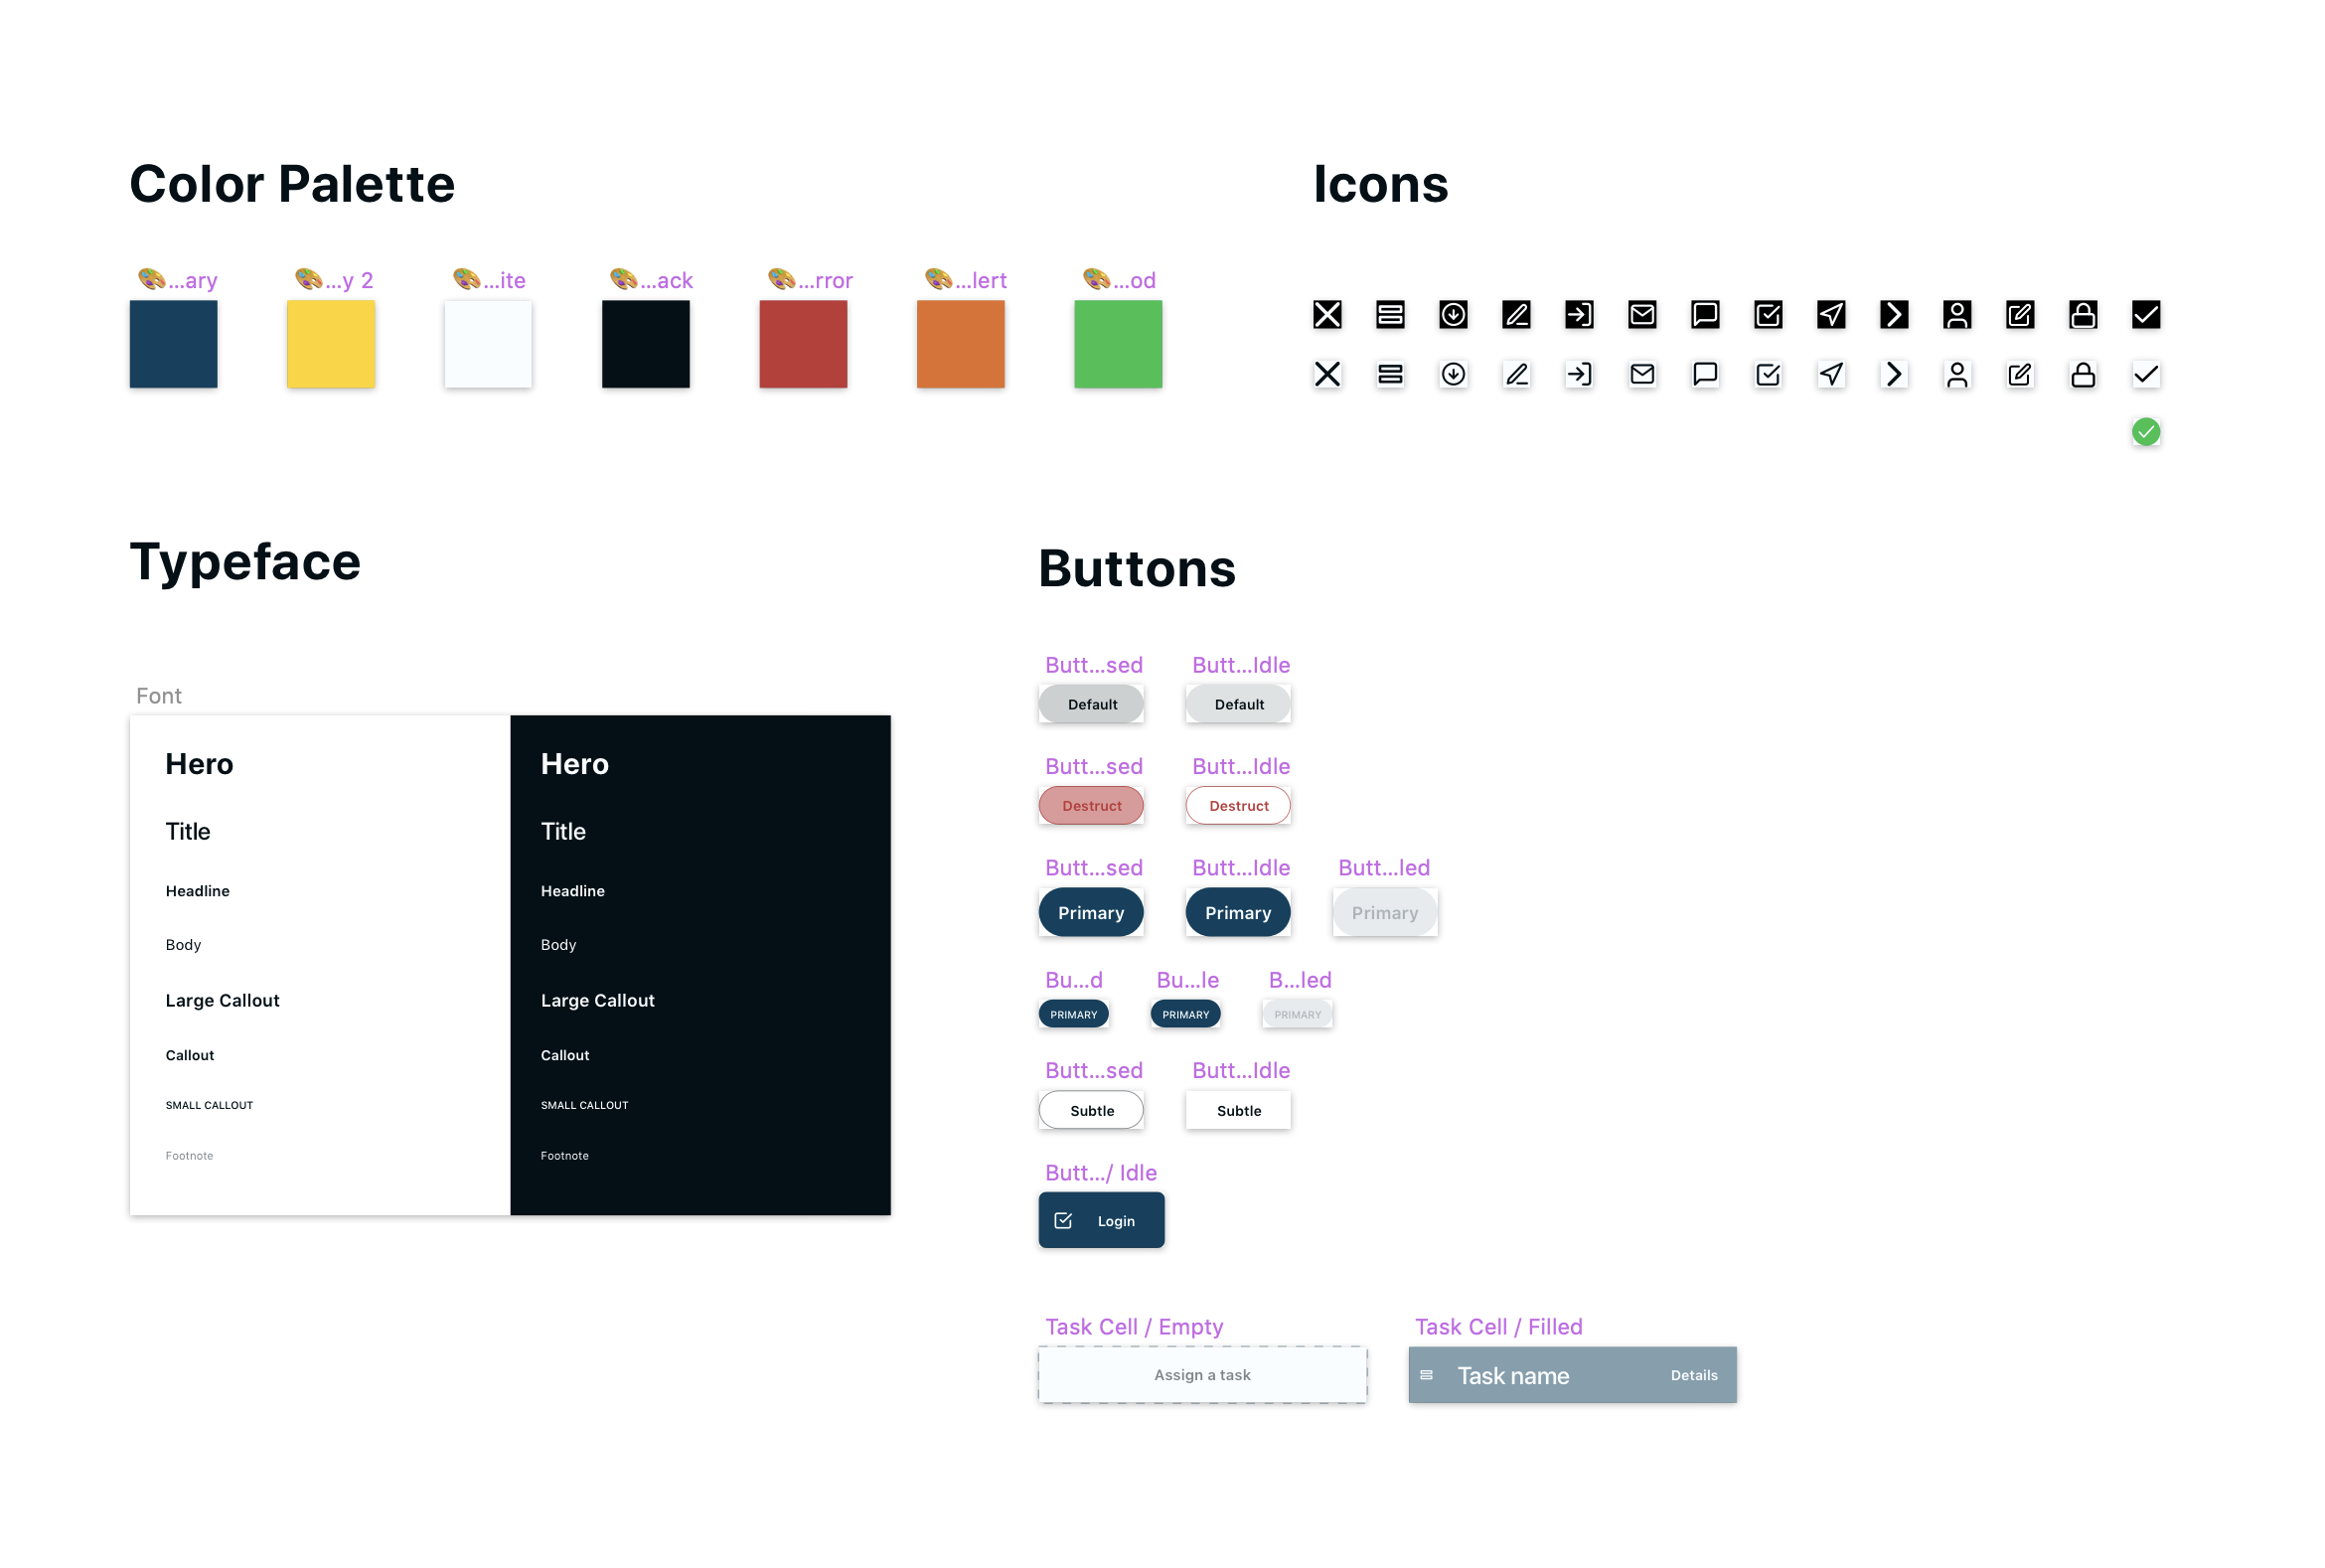 Color Palette
...ary
...y 2
...ite
...ack
...rror
...lert
...od
Icons
Typeface
Font
Hero
Title
Headline
Body
Large Callout
Callout
SMALL CALLOUT
Footnote
Hero
Title
Headline
Body
Large Callout
Callout
SMALL CALLOUT
Footnote
Buttons
Butt...sed
Butt...Idle
Default
Default
Butt...sed
Butt...Idle
Destruct
Destruct
Butt...sed
Butt...Idle
Butt...led
Primary
Primary
Primary
Bu...d
Bu...le
B...led
PRIMARY
PRIMARY
PRIMARY
Butt...sed
Butt...Idle
Subtle
Subtle
Butt.../ Idle
Login
Task Cell / Empty
Assign a task
Task Cell / Filled
Task name
Details